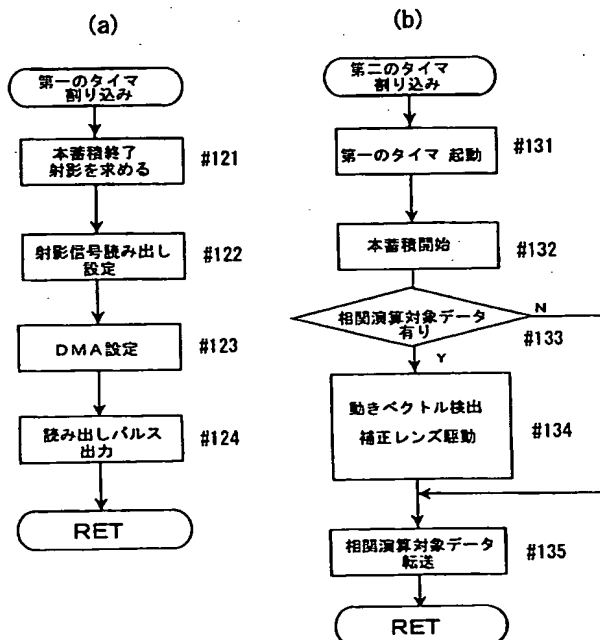 (a)
第一のタイマ
割り込み
本蓄積終了
射影を求める
#121
射影信号読み出し
設定
#122
DMA設定
#123
読み出しパルス
出力
#124
RET
(b)
第二のタイマ
割り込み
第一のタイマ 起動
#131
本蓄積開始
#132
相関演算対象データ
有り
N
#133
Y
動きベクトル検出
補正レンズ駆動
#134
相関演算対象データ
転送
#135
RET